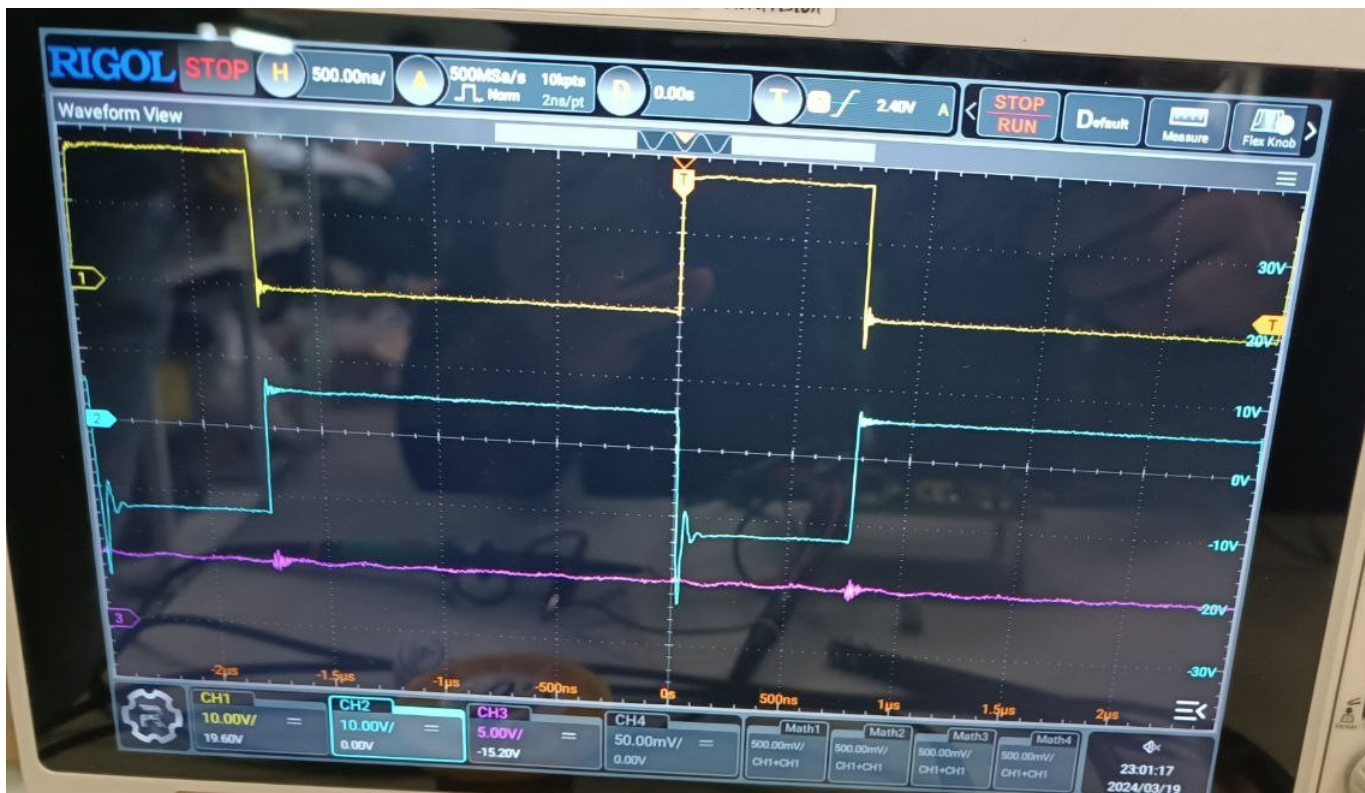 RIGOL STOP H 500.00ns/ A 500MSa/s 10kpts D 0.00s T 2.40V A STOP Default Measure Flex Knob
Norm 2ns/pt RUN
Waveform View
T
30V
1
T
20V
2
10V
0V
-10V
3
-20V
-30V
-2µs -1.5µs -1µs -500ns 0s 500ns 1µs 1.5µs 2µs
CH1 CH2 CH3 CH4 Math1 Math2 Math3 Math4
10.00V/ 10.00V/ 5.00V/ 50.00mV/ 500.00mV/ 500.00mV/ 500.00mV/ 500.00mV/
19.60V 0.00V -15.20V 0.00V CH1+CH1 CH1+CH1 CH1+CH1 CH1+CH1
23:01:17
2024/03/19